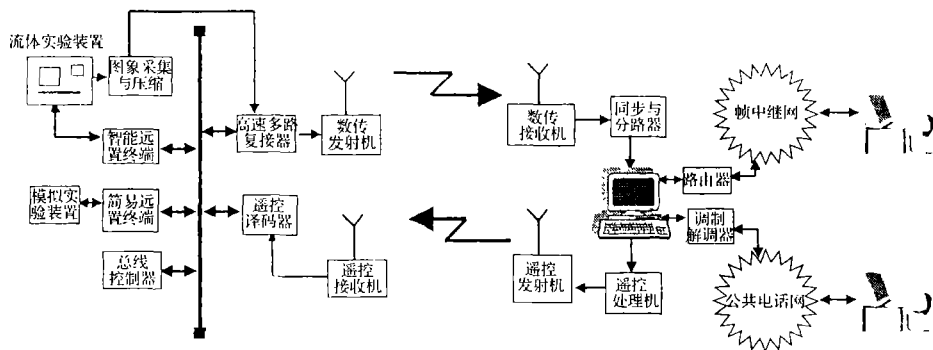 流体实验装置
图象采集
与压缩
智能远
置终端
模拟实
验装置
简易远
置终端
总线
控制器
高速多路
复接器
数传
发射机
遥控
译码器
遥控
接收机
数传
接收机
同步与
分路器
路由器
帧中继网
调制
解调器
遥控
发射机
遥控
处理机
公共电话网